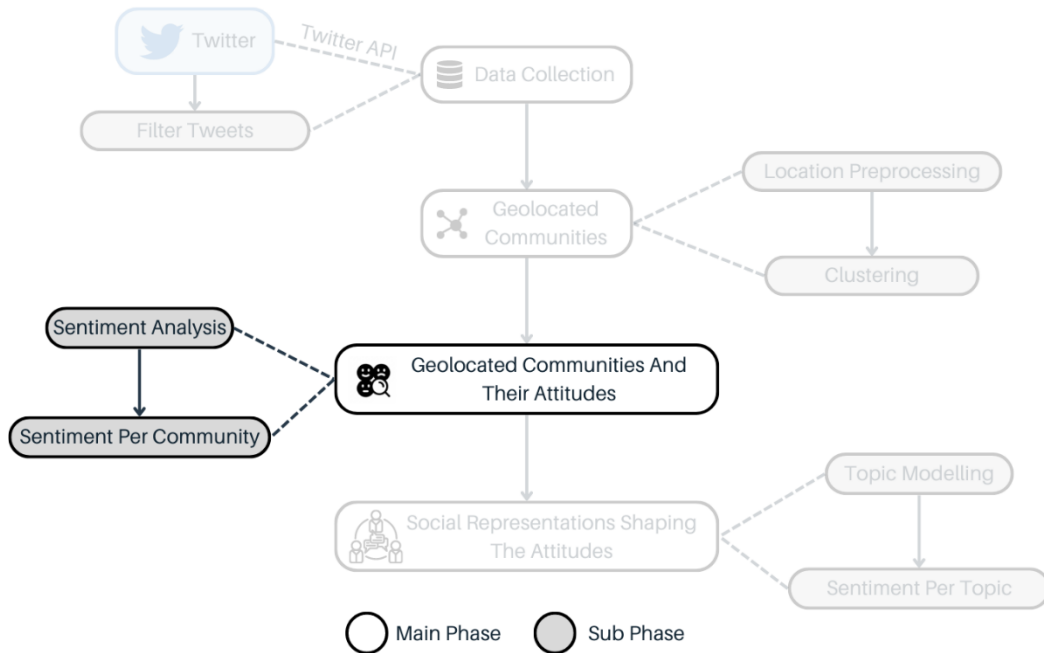 Twitter
Twitter API
Data Collection
Filter Tweets
Location Preprocessing
Geolocated
Communities
Clustering
Sentiment Analysis
Geolocated Communities And
Their Attitudes
Sentiment Per Community
Topic Modelling
Social Representations Shaping
The Attitudes
Sentiment Per Topic
Main Phase
Sub Phase